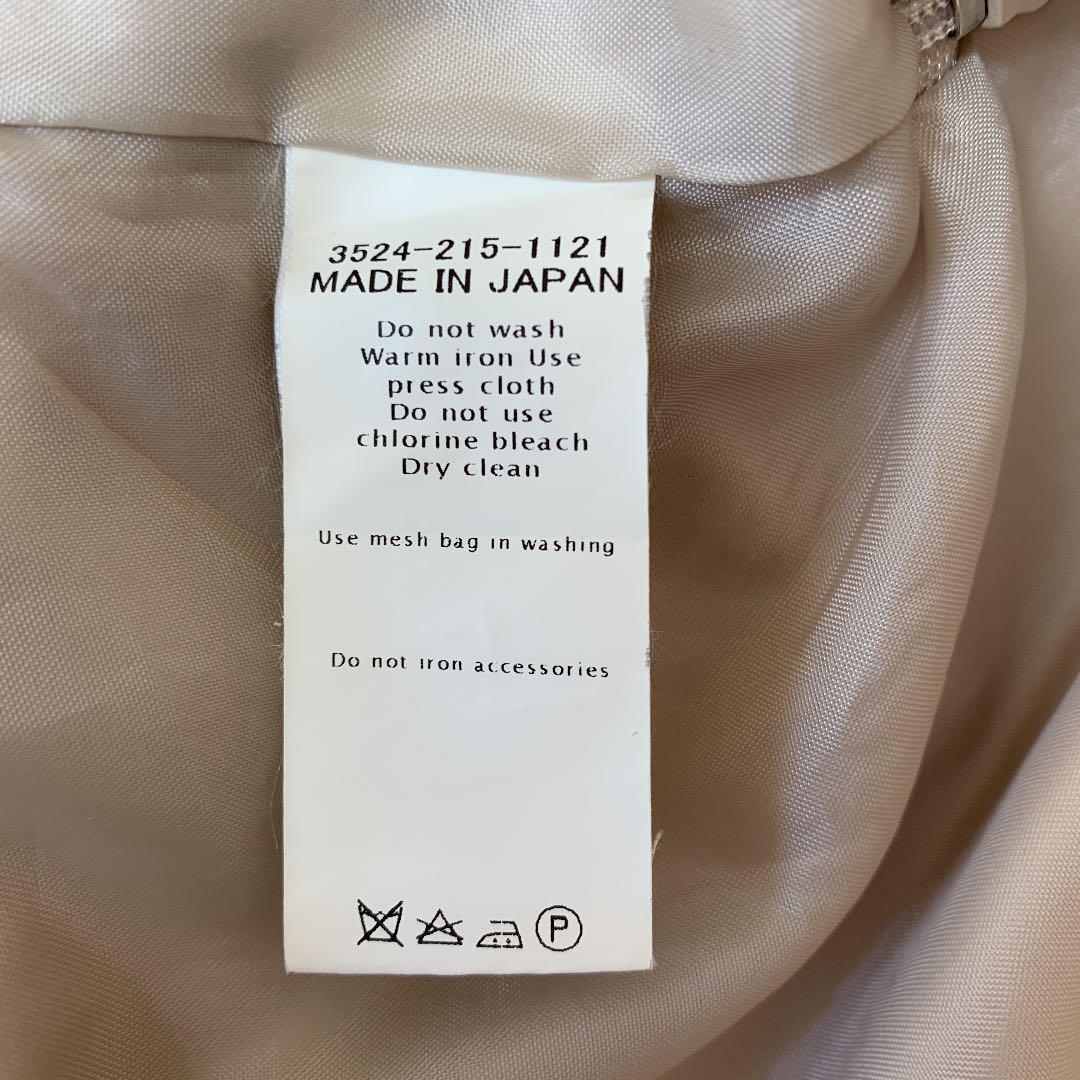 3524-215-1121
MADE IN JAPAN
Do not wash
Warm iron Use
press cloth
Do not use
chlorine bleach
Dry clean
Use mesh bag in washing
Do not iron accessories
P